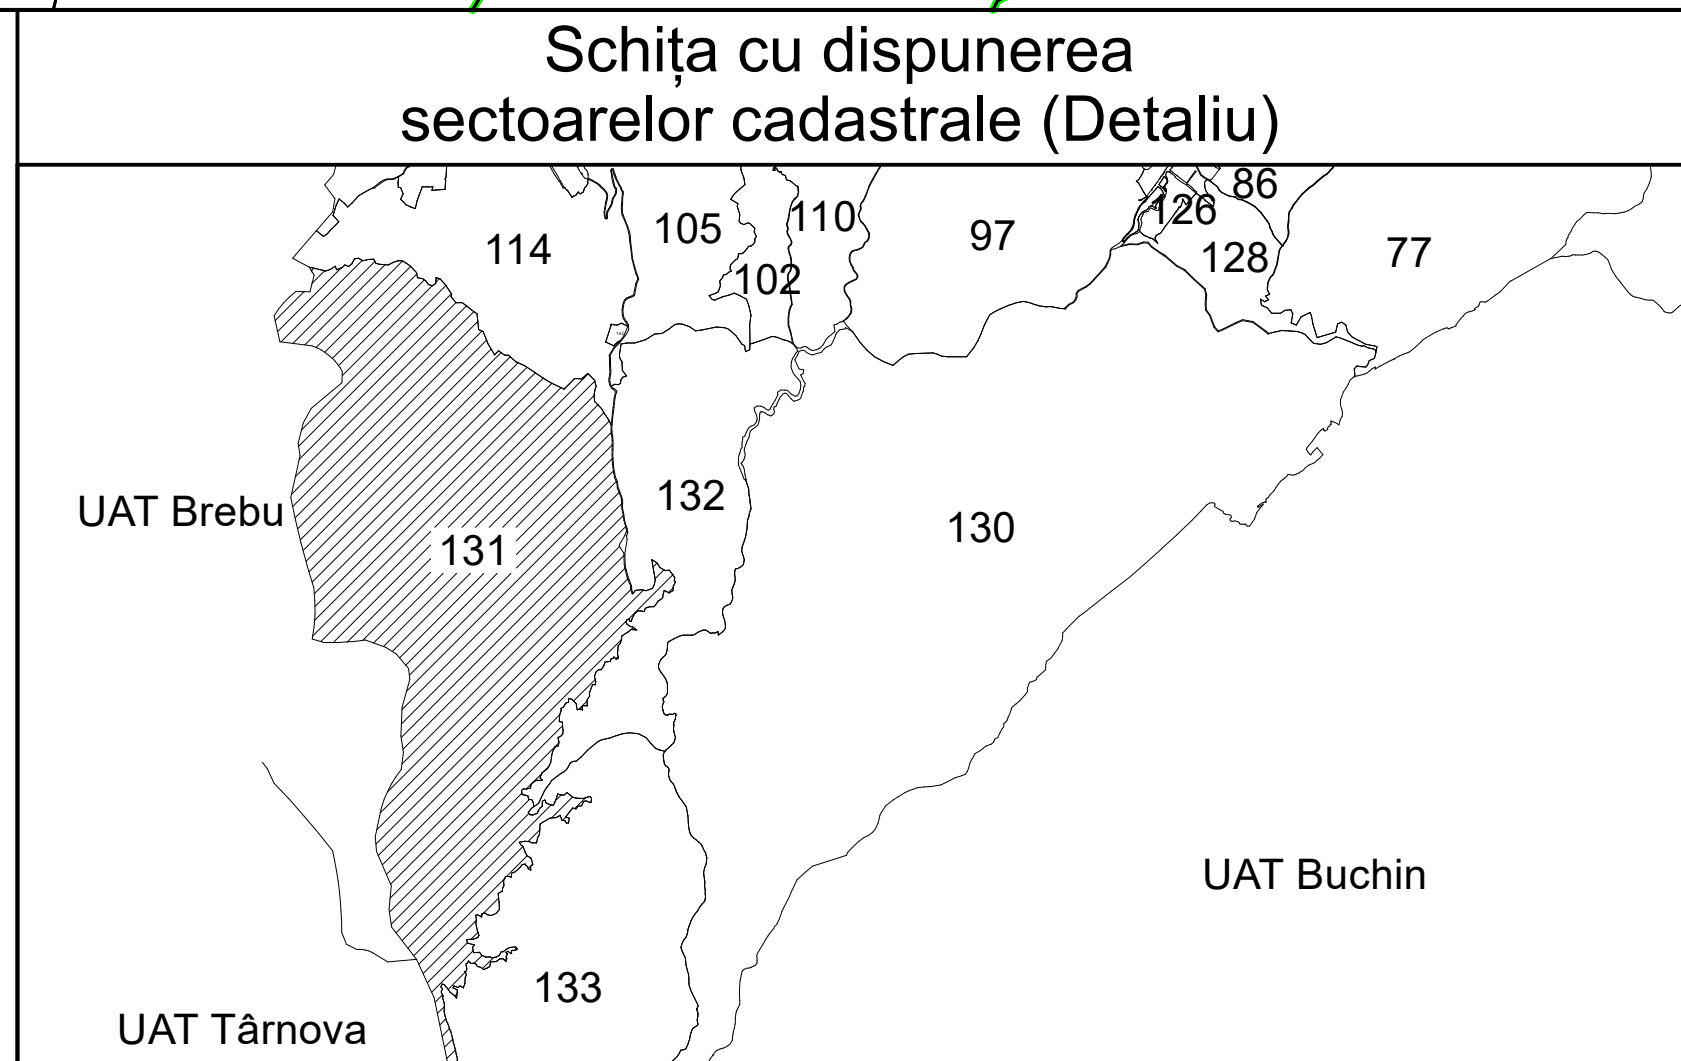 Schița cu dispunerea
sectoarelor cadastrale (Detaliu)
86
126
110
105
97
114
128
77
102
132
UAT Brebu
130
131
UAT Buchin
133
UAT Târnova